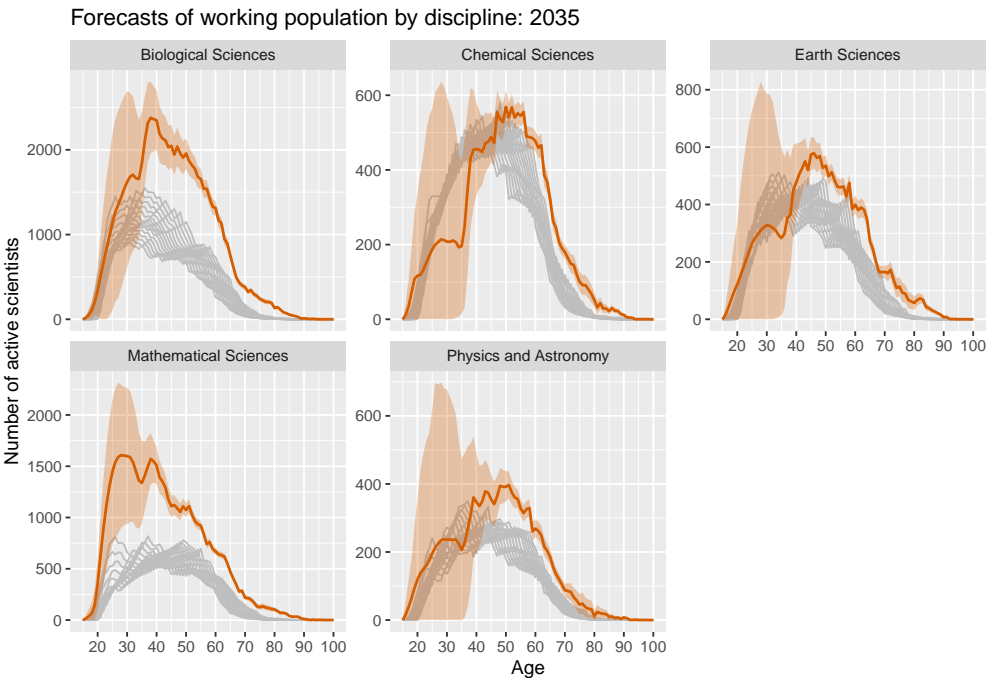 Forecasts of working population by discipline: 2035
Biological Sciences
Chemical Sciences
Earth Sciences
2000
1000
0
600
400
200
0
800
600
400
200
0
20 30 40 50 60 70 80 90 100
Mathematical Sciences
Physics and Astronomy
2000
1500
1000
500
0
600
400
200
0
20 30 40 50 60 70 80 90 100
20 30 40 50 60 70 80 90 100
Number of active scientists
Age